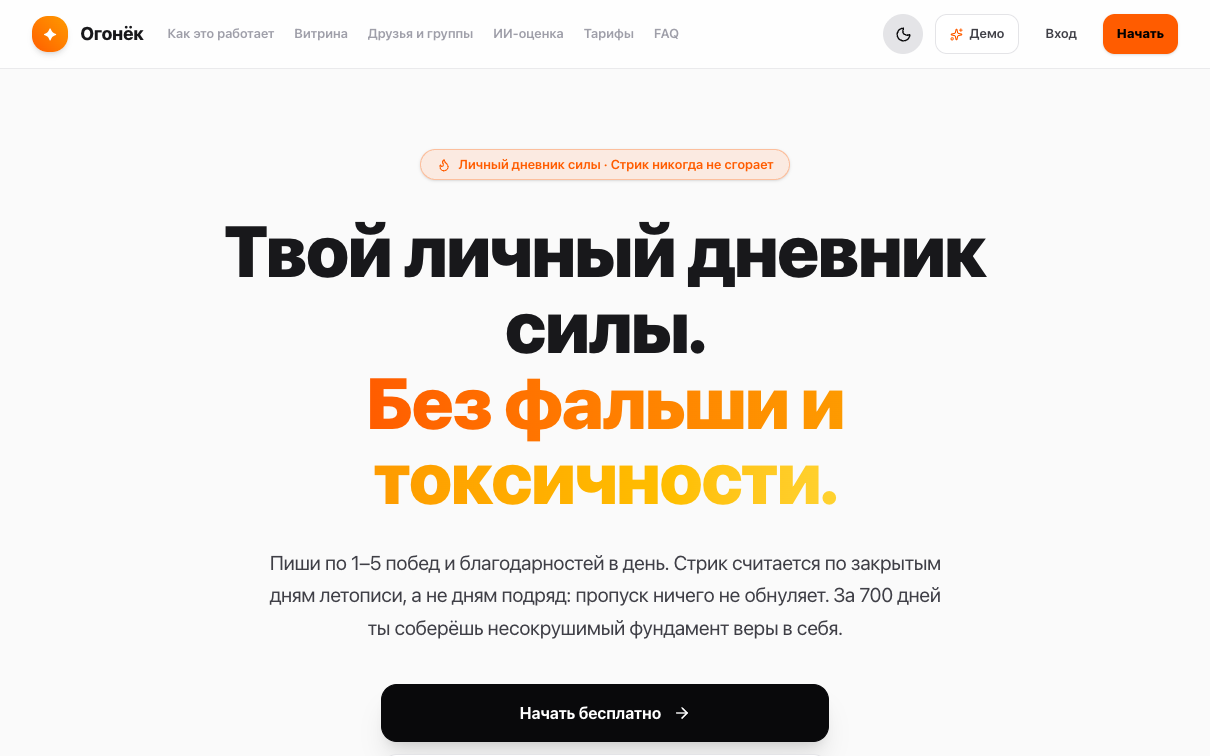 Огонёк
Как это работает
Витрина
Друзья и группы
ИИ-оценка
Тарифы
FAQ
Демо
Вход
Начать
Личный дневник силы · Стрик никогда не сгорает
Твой личный дневник
силы.
Без фальши и
токсичности.
Пиши по 1–5 побед и благодарностей в день. Стрик считается по закрытым
дням летописи, а не дням подряд: пропуск ничего не обнуляет. За 700 дней
ты соберёшь несокрушимый фундамент веры в себя.
Начать бесплатно